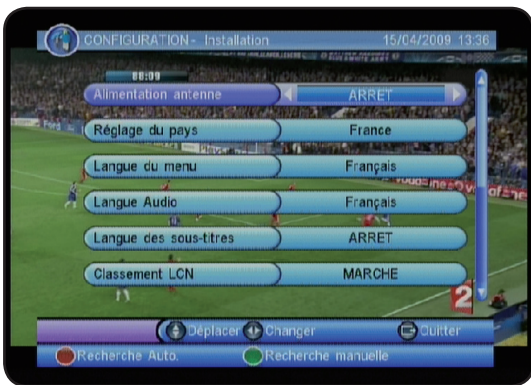 CONFIGURATION - Installation 15/04/2009 13:36
88:09
Alimentation antenne ARRET
Réglage du pays France
Langue du menu Français
Langue Audio Français
Langue des sous-titres ARRET
Classement LCN MARCHE
2
Déplacer Changer Quitter
Recherche Auto. Recherche manuelle